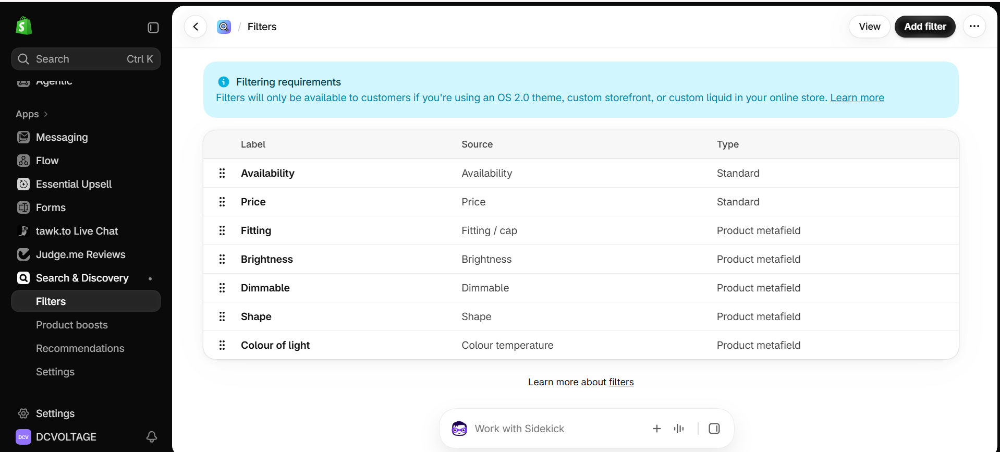 Search Ctrl K
Agentic
Apps
Messaging
Flow
Essential Upsell
Forms
tawk.to Live Chat
Judge.me Reviews
Search & Discovery
Filters
Product boosts
Recommendations
Settings
Settings
DCV DCVOLTAGE
/ Filters
View Add filter
Filtering requirements
Filters will only be available to customers if you're using an OS 2.0 theme, custom storefront, or custom liquid in your online store. Learn more
Label Source Type
Availability Availability Standard
Price Price Standard
Fitting Fitting / cap Product metafield
Brightness Brightness Product metafield
Dimmable Dimmable Product metafield
Shape Shape Product metafield
Colour of light Colour temperature Product metafield
Learn more about filters
Work with Sidekick